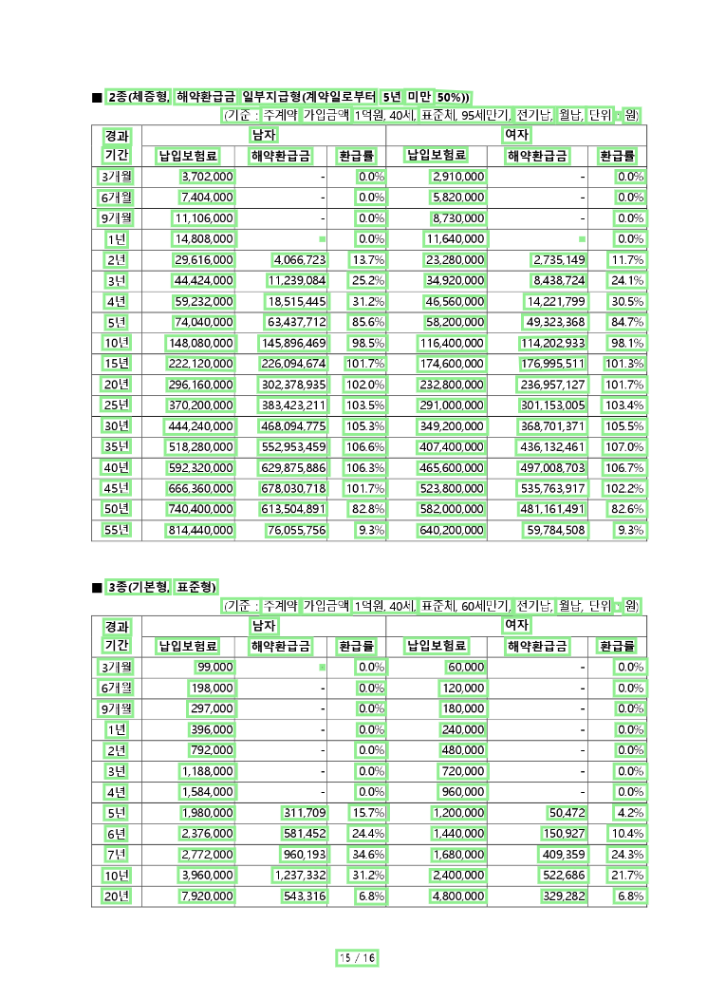 ■ 2종(체증형, 해약환급금 일부지급형(계약일로부터 5년 미만 50%))
(기준 : 주계약 가입금액 1억원, 40세, 표준체, 95세만기, 전기납, 월납, 단위 : 원)
경과 기간 남자 여자
납입보험료 해약환급금 환급률 납입보험료 해약환급금 환급률
3개월 3,702,000 - 0.0% 2,910,000 - 0.0%
6개월 7,404,000 - 0.0% 5,820,000 - 0.0%
9개월 11,106,000 - 0.0% 8,730,000 - 0.0%
1년 14,808,000 - 0.0% 11,640,000 - 0.0%
2년 29,616,000 4,066,723 13.7% 23,280,000 2,735,149 11.7%
3년 44,424,000 11,239,084 25.2% 34,920,000 8,438,724 24.1%
4년 59,232,000 18,515,445 31.2% 46,560,000 14,221,799 30.5%
5년 74,040,000 63,437,712 85.6% 58,200,000 49,323,368 84.7%
10년 148,080,000 145,896,469 98.5% 116,400,000 114,202,933 98.1%
15년 222,120,000 226,094,674 101.7% 174,600,000 176,995,511 101.3%
20년 296,160,000 302,378,935 102.0% 232,800,000 236,957,127 101.7%
25년 370,200,000 383,423,211 103.5% 291,000,000 301,153,005 103.4%
30년 444,240,000 468,094,775 105.3% 349,200,000 368,701,371 105.5%
35년 518,280,000 552,953,459 106.6% 407,400,000 436,132,461 107.0%
40년 592,320,000 629,875,886 106.3% 465,600,000 497,008,703 106.7%
45년 666,360,000 678,030,718 101.7% 523,800,000 535,763,917 102.2%
50년 740,400,000 613,504,891 82.8% 582,000,000 481,161,491 82.6%
55년 814,440,000 76,055,756 9.3% 640,200,000 59,784,508 9.3%
■ 3종(기본형, 표준형)
(기준 : 주계약 가입금액 1억원, 40세, 표준체, 60세만기, 전기납, 월납, 단위 : 원)
경과 기간 남자 여자
납입보험료 해약환급금 환급률 납입보험료 해약환급금 환급률
3개월 99,000 - 0.0% 60,000 - 0.0%
6개월 198,000 - 0.0% 120,000 - 0.0%
9개월 297,000 - 0.0% 180,000 - 0.0%
1년 396,000 - 0.0% 240,000 - 0.0%
2년 792,000 - 0.0% 480,000 - 0.0%
3년 1,188,000 - 0.0% 720,000 - 0.0%
4년 1,584,000 - 0.0% 960,000 - 0.0%
5년 1,980,000 311,709 15.7% 1,200,000 50,472 4.2%
6년 2,376,000 581,452 24.4% 1,440,000 150,927 10.4%
7년 2,772,000 960,193 34.6% 1,680,000 409,359 24.3%
10년 3,960,000 1,237,332 31.2% 2,400,000 522,686 21.7%
20년 7,920,000 543,316 6.8% 4,800,000 329,282 6.8%
15 / 16